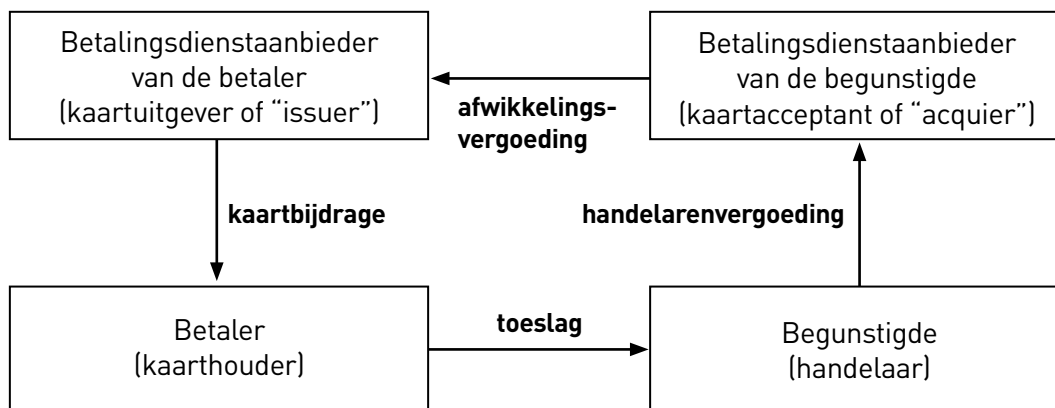 Betalingsdienstaanbieder
van de betaler
(kaartuitgever of “issuer”)
Betalingsdienstaanbieder
van de begunstigde
(kaartacceptant of “acquier”)
afwikkelings-
vergoeding
kaartbijdrage
handelarenvergoeding
Betaler
(kaarthouder)
toeslag
Begunstigde
(handelaar)